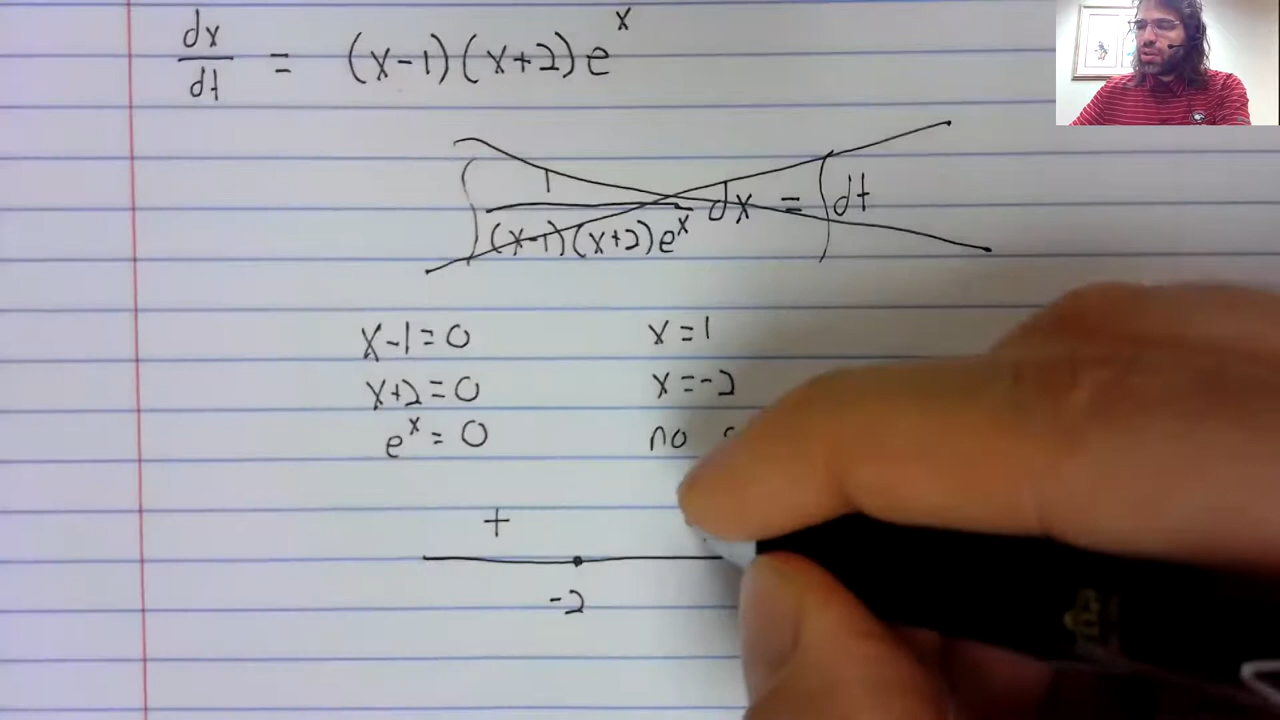 dx/dt = (x-1)(x+2)e^x
∫ 1/((x-1)(x+2)e^x) dx = ∫ dt
x-1=0 x=1
x+2=0 x=-2
e^x=0 no
+
-2